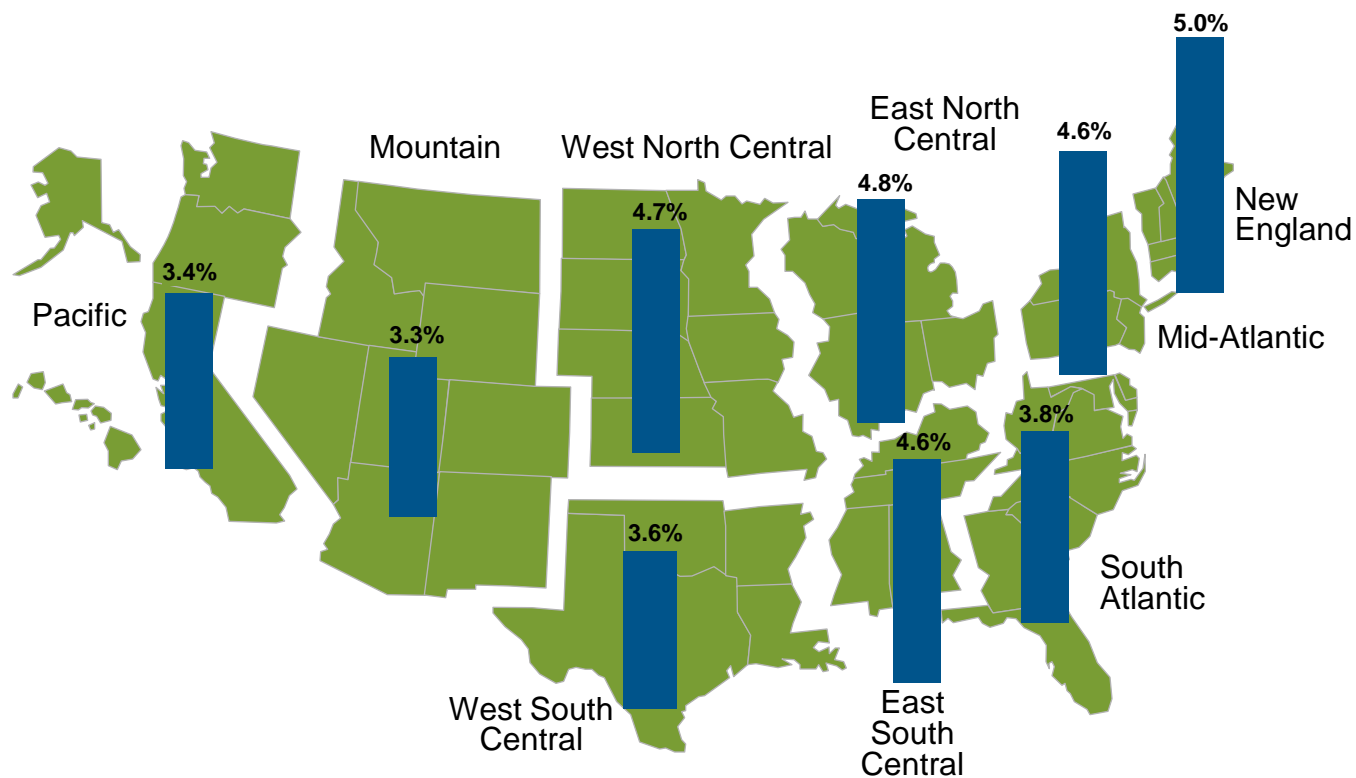 5.0%
East North
Central
4.6%
Mountain
West North Central
4.8%
4.7%
New
England
3.4%
Pacific
3.3%
Mid-Atlantic
3.8%
4.6%
3.6%
South
Atlantic
West South
Central
East
South
Central